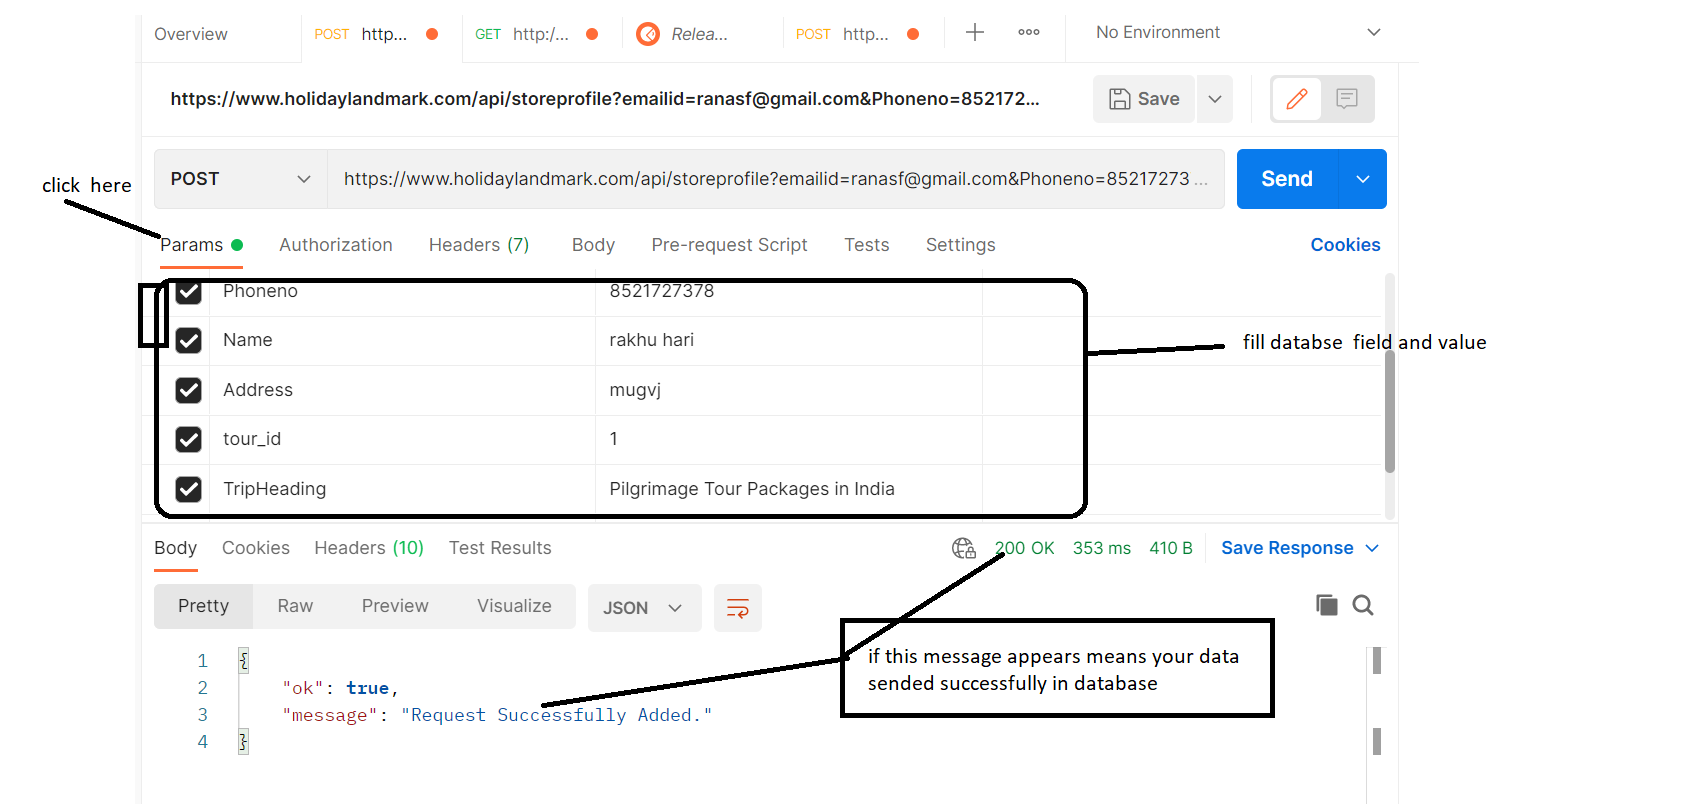 Overview POST http... GET http:/... Relea... POST http... No Environment
https://www.holidaylandmark.com/api/storeprofile?emailid=ranasf@gmail.com&Phoneno=852172... Save
POST https://www.holidaylandmark.com/api/storeprofile?emailid=ranasf@gmail.com&Phoneno=85217273 ... Send
click here
Params Authorization Headers (7) Body Pre-request Script Tests Settings Cookies
Phoneno 8521727378
Name rakhu hari
fill databse field and value
Address mugvj
tour_id 1
TripHeading Pilgrimage Tour Packages in India
Body Cookies Headers (10) Test Results 200 OK 353 ms 410 B Save Response
Pretty Raw Preview Visualize JSON
1 {
2 "ok": true,
3 "message": "Request Successfully Added."
4 }
if this message appears means your data
sended successfully in database